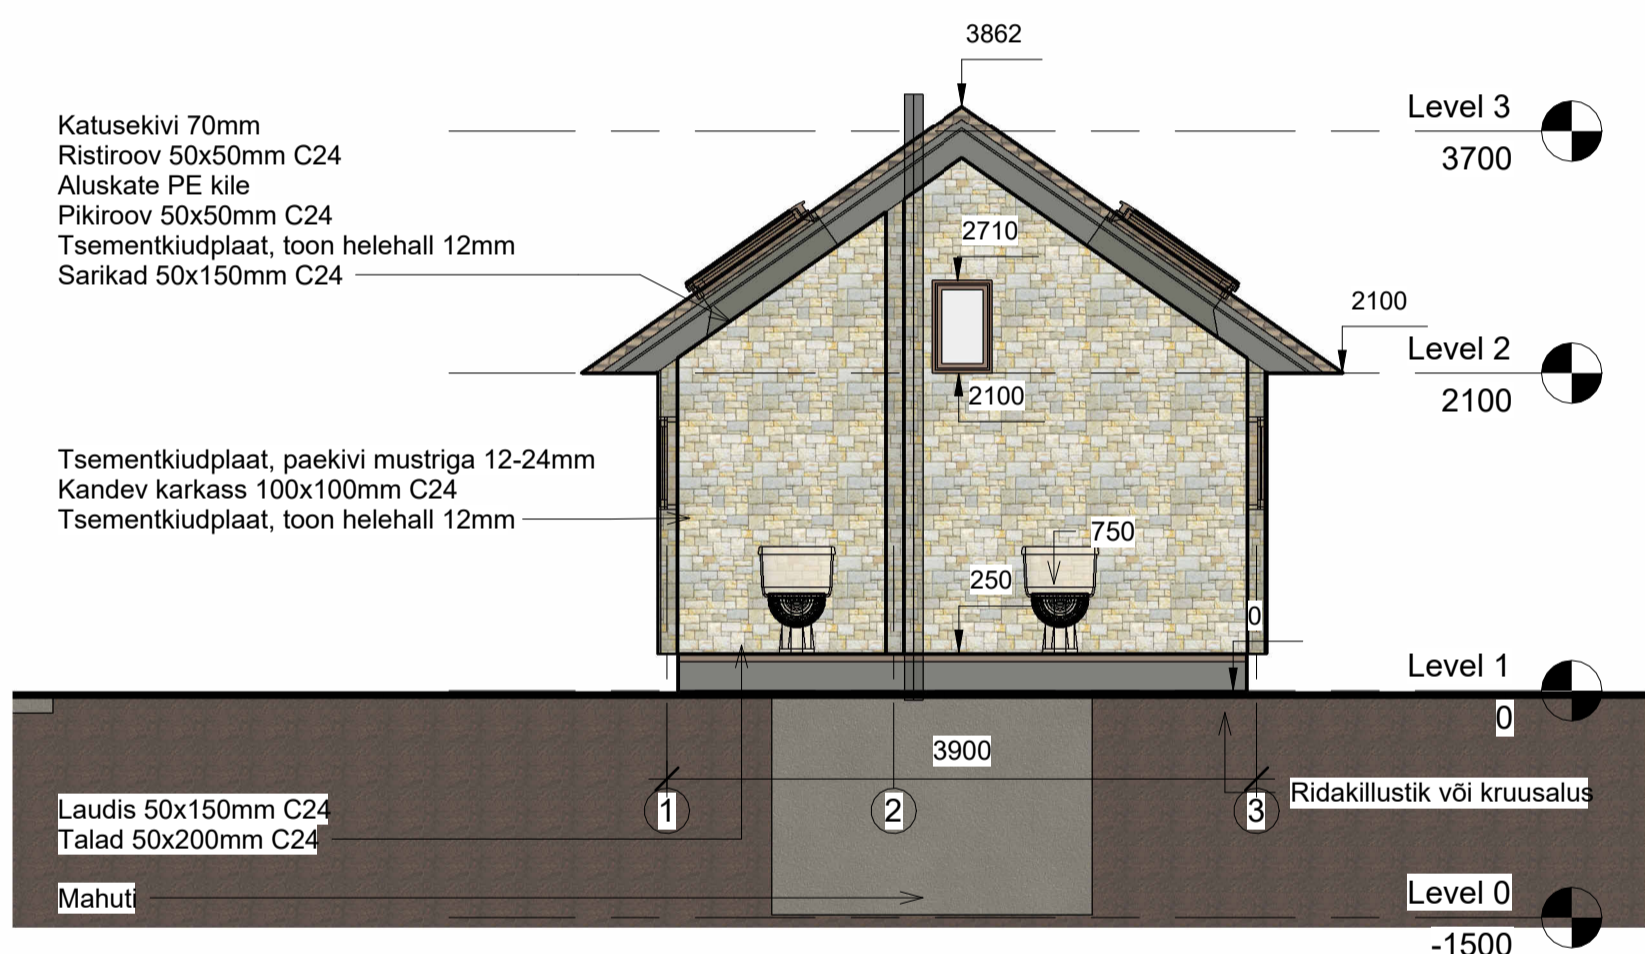 3862
Level 3
3700
Katusekivi 70mm
Ristiroov 50x50mm C24
Aluskate PE kile
Pikiroov 50x50mm C24
Tsementkiudplaat, toon helehall 12mm
Sarikad 50x150mm C24
2710
2100
Level 2
2100
2100
Tsementkiudplaat, paekivi mustriga 12-24mm
Kandev karkass 100x100mm C24
Tsementkiudplaat, toon helehall 12mm
750
250
0
Level 1
0
3900
1
2
3
Ridakillustik või kruusalus
Laudis 50x150mm C24
Talad 50x200mm C24
Mahuti
Level 0
-1500